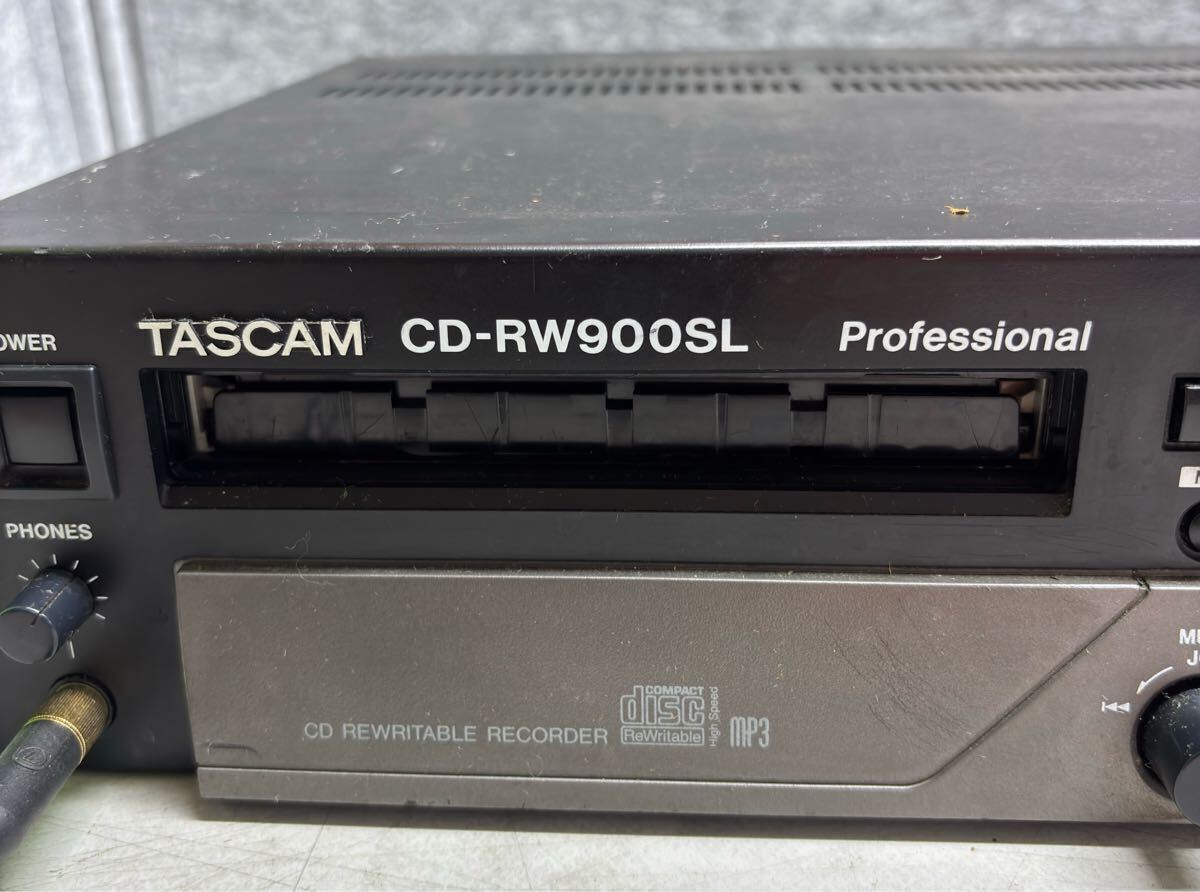 TASCAM CD-RW900SL Professional
OWER
PHONES
CD REWRITABLE RECORDER
COMPACT
disc
ReWritable
High Speed
MP3